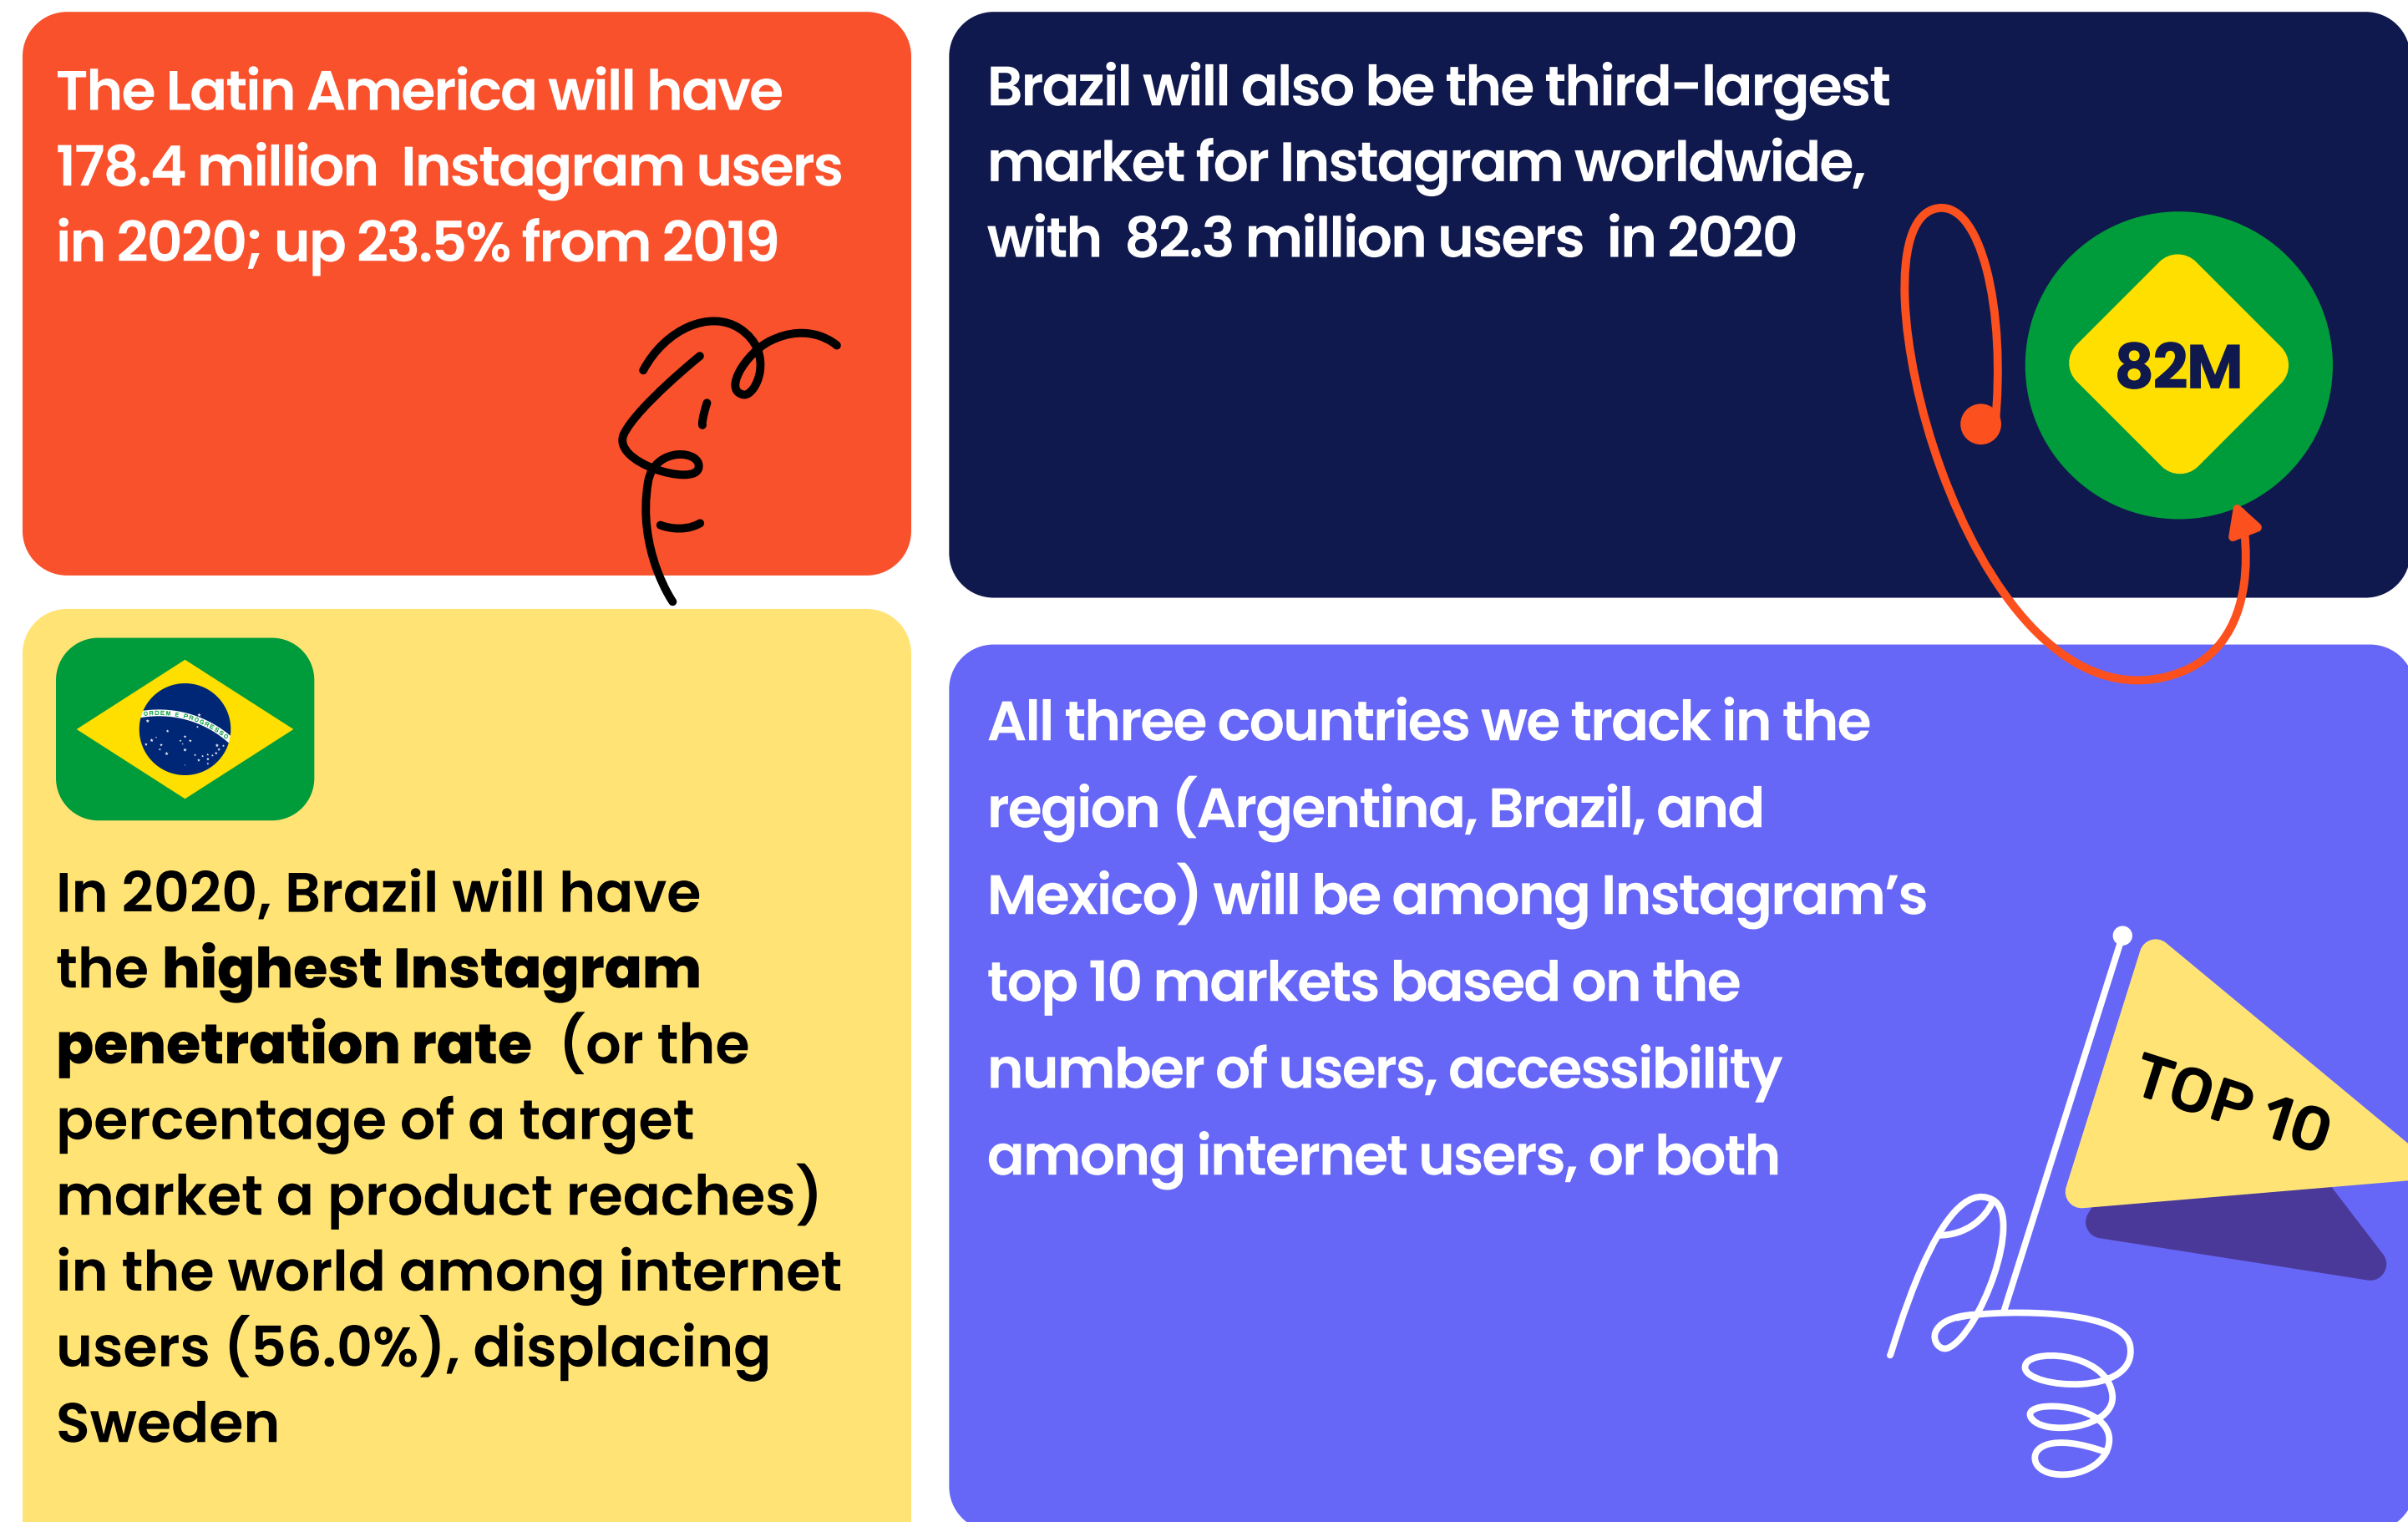 The Latin America will have
178.4 million Instagram users
in 2020; up 23.5% from 2019
Brazil will also be the third-largest
market for Instagram worldwide,
with 82.3 million users in 2020
82M
ORDEM E PROGRESSO
In 2020, Brazil will have
the highest Instagram
penetration rate (or the
percentage of a target
market a product reaches)
in the world among internet
users (56.0%), displacing
Sweden
All three countries we track in the
region (Argentina, Brazil, and
Mexico) will be among Instagram’s
top 10 markets based on the
number of users, accessibility
among internet users, or both
TOP 10